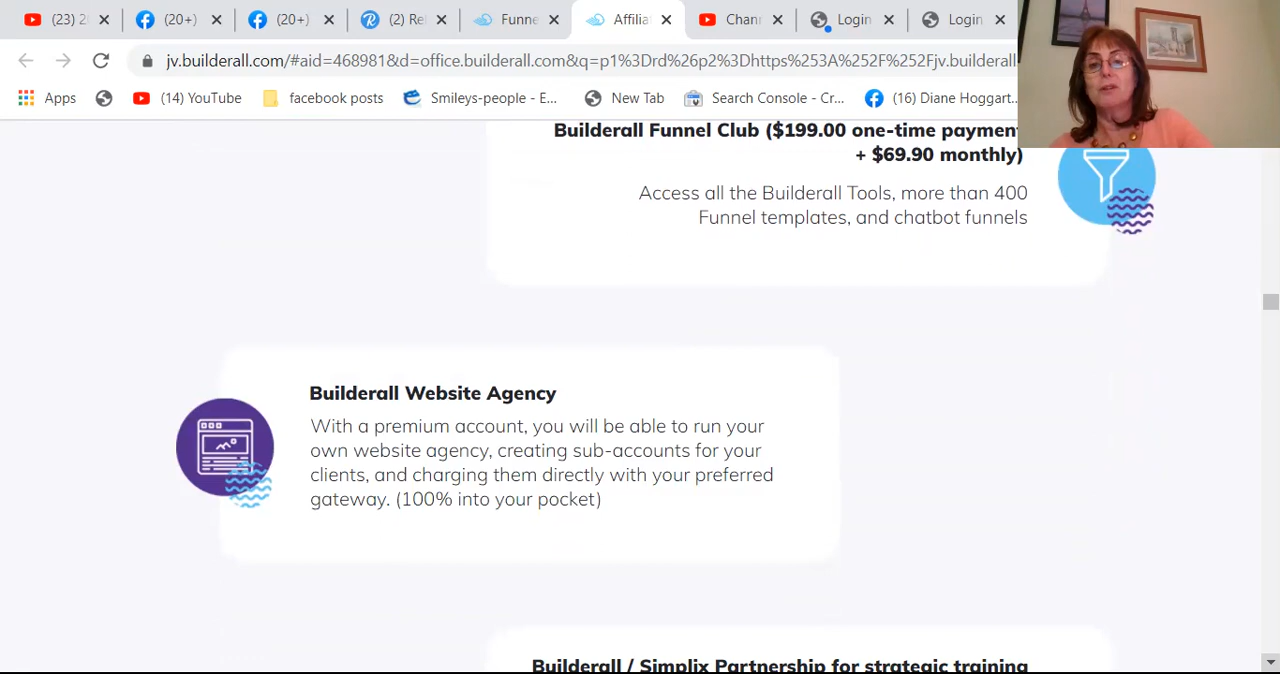 (23) 2
(20+)
(20+)
(2) Re
Funne
Affilia
Chan
Login
Login
jv.builderall.com/#aid=468981&d=office.builderall.com&q=p1%3Drd%26p2%3Dhttps%253A%252F%252Fjv.builderall
Apps
(14) YouTube
facebook posts
Smileys-people - E...
New Tab
Search Console - Cr...
(16) Diane Hoggart...
Builderall Funnel Club ($199.00 one-time payment
+ $69.90 monthly)
Access all the Builderall Tools, more than 400
Funnel templates, and chatbot funnels
Builderall Website Agency
With a premium account, you will be able to run your
own website agency, creating sub-accounts for your
clients, and charging them directly with your preferred
gateway. (100% into your pocket)
Builderall / Simplix Partnership for strategic training